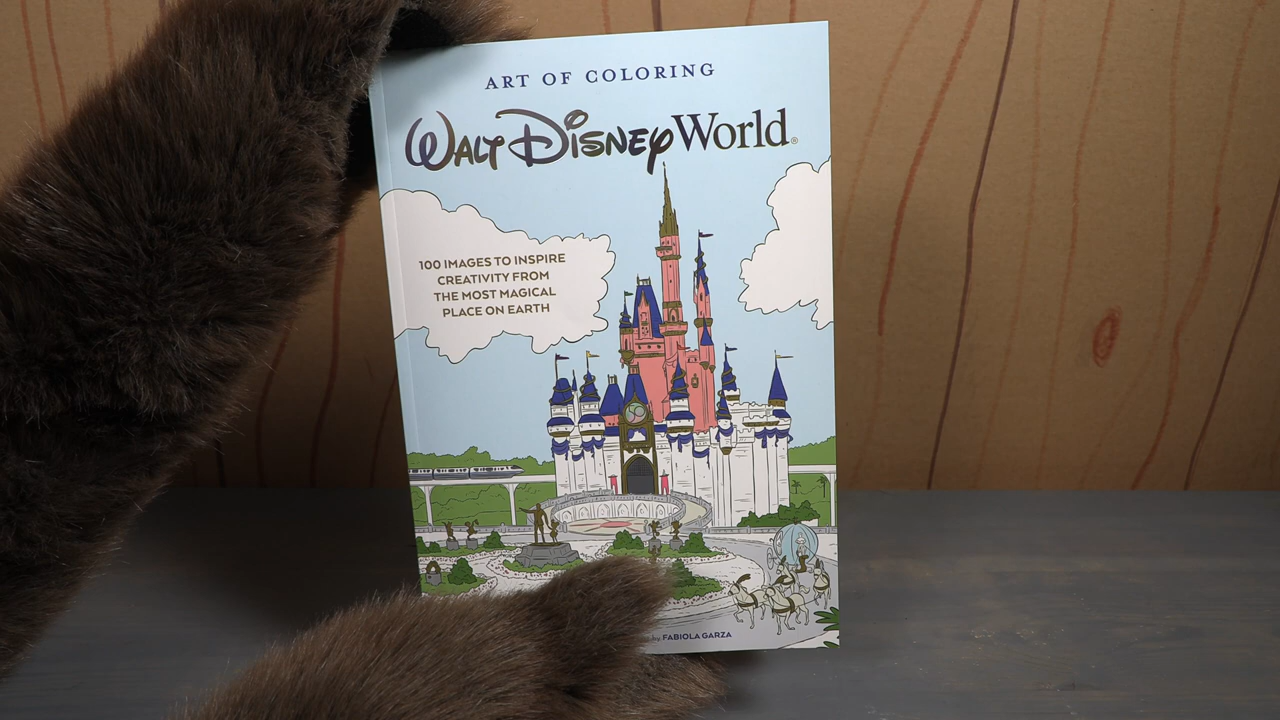 ART OF COLORING
WALT DISNEY World®
100 IMAGES TO INSPIRE
CREATIVITY FROM
THE MOST MAGICAL
PLACE ON EARTH
by FABIOLA GARZA